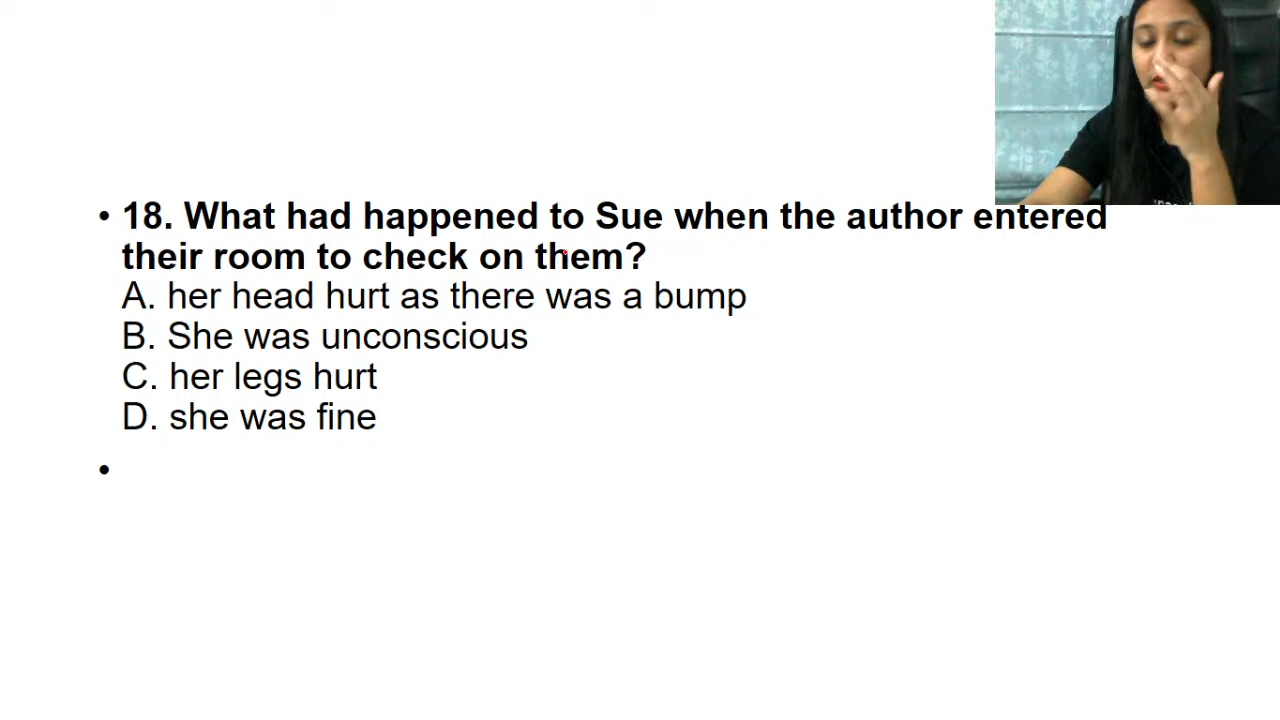 • 18. What had happened to Sue when the author entered
their room to check on them?
A. her head hurt as there was a bump
B. She was unconscious
C. her legs hurt
D. she was fine
•